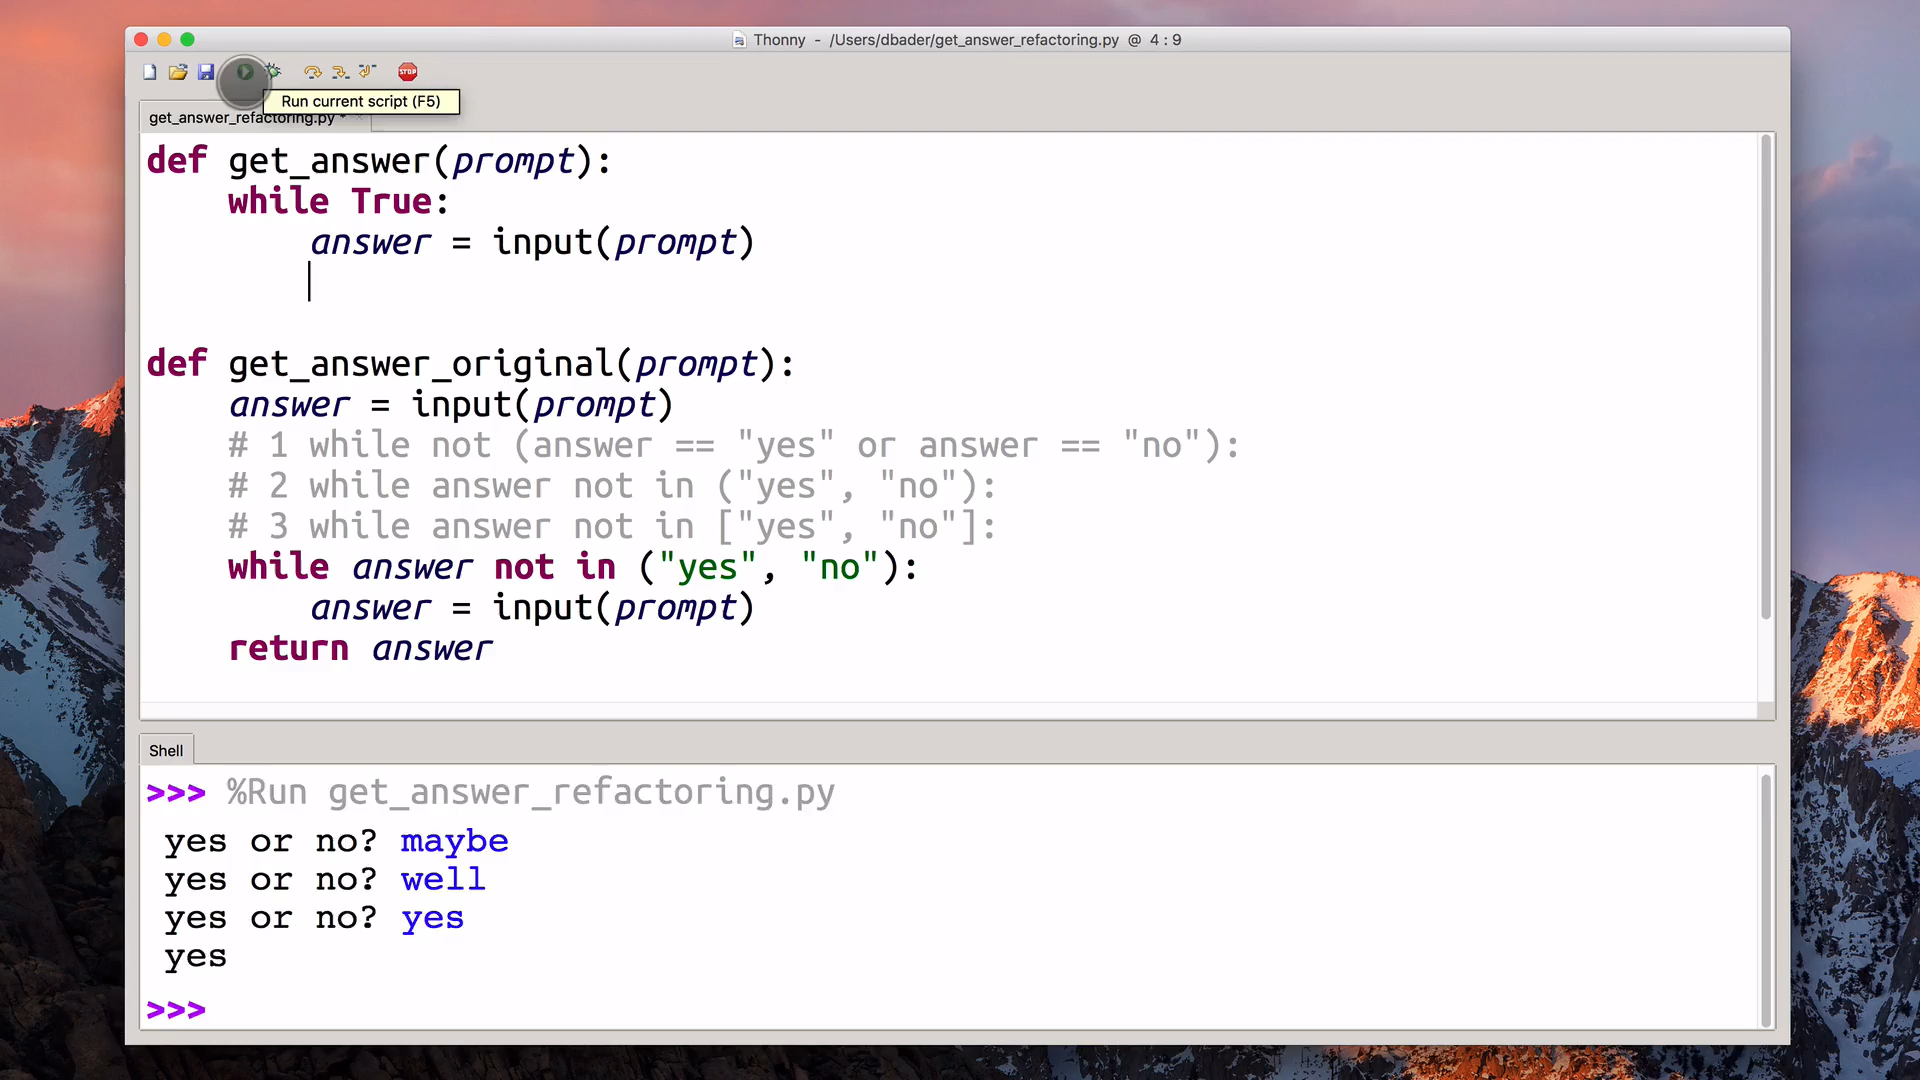 Thonny - /Users/dbader/get_answer_refactoring.py @ 4 : 9
STOP
Run current script (F5)
get_answer_refactoring.py *
def get_answer(prompt):
    while True:
        answer = input(prompt)
def get_answer_original(prompt):
    answer = input(prompt)
    # 1 while not (answer == "yes" or answer == "no"):
    # 2 while answer not in ("yes", "no"):
    # 3 while answer not in ["yes", "no"]:
    while answer not in ("yes", "no"):
        answer = input(prompt)
    return answer
Shell
>>> %Run get_answer_refactoring.py
yes or no? maybe
yes or no? well
yes or no? yes
yes
>>>